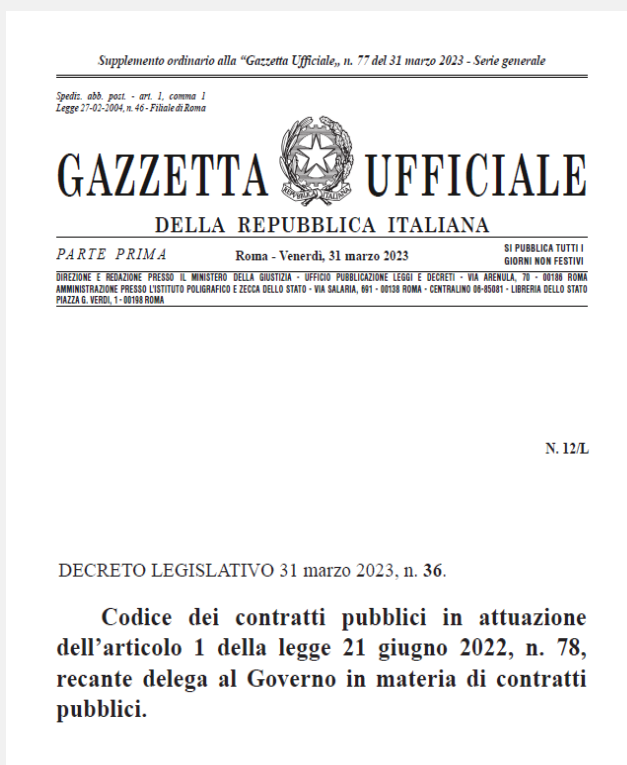 Supplemento ordinario alla “Gazzetta Ufficiale„ n. 77 del 31 marzo 2023 - Serie generale
Spediz. abb. post. - art. 1, comma 1
Legge 27-02-2004, n. 46 - Filiale di Roma
GAZZETTA UFFICIALE
REPVBBLICA ITALIANA
DELLA REPUBBLICA ITALIANA
PARTE PRIMA
Roma - Venerdì, 31 marzo 2023
SI PUBBLICA TUTTI I
GIORNI NON FESTIVI
DIREZIONE E REDAZIONE PRESSO IL MINISTERO DELLA GIUSTIZIA - UFFICIO PUBBLICAZIONE LEGGI E DECRETI - VIA ARENULA, 70 - 00186 ROMA
AMMINISTRAZIONE PRESSO L'ISTITUTO POLIGRAFICO E ZECCA DELLO STATO - VIA SALARIA, 691 - 00138 ROMA - CENTRALINO 06-85081 - LIBRERIA DELLO STATO
PIAZZA G. VERDI, 1 - 00198 ROMA
N. 12/L
DECRETO LEGISLATIVO 31 marzo 2023, n. 36.
Codice dei contratti pubblici in attuazione
dell’articolo 1 della legge 21 giugno 2022, n. 78,
recante delega al Governo in materia di contratti
pubblici.